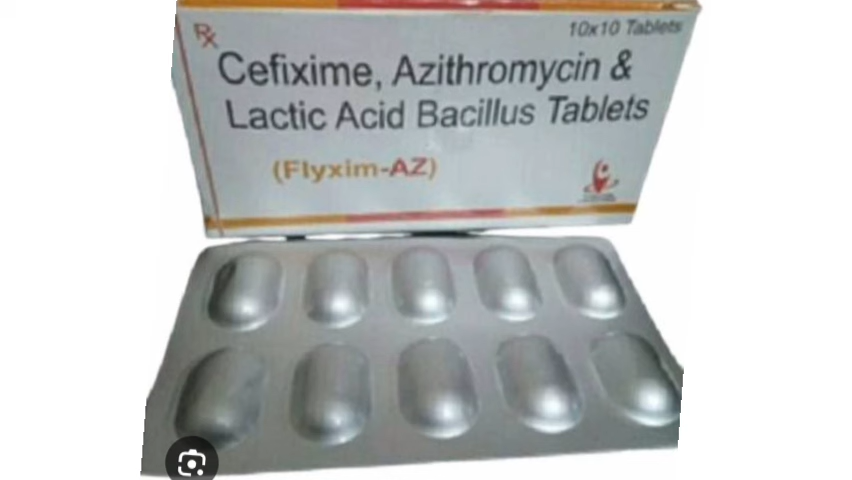 Rx
10x10 Tablets
Cefixime, Azithromycin &
Lactic Acid Bacillus Tablets
(Flyxim-AZ)